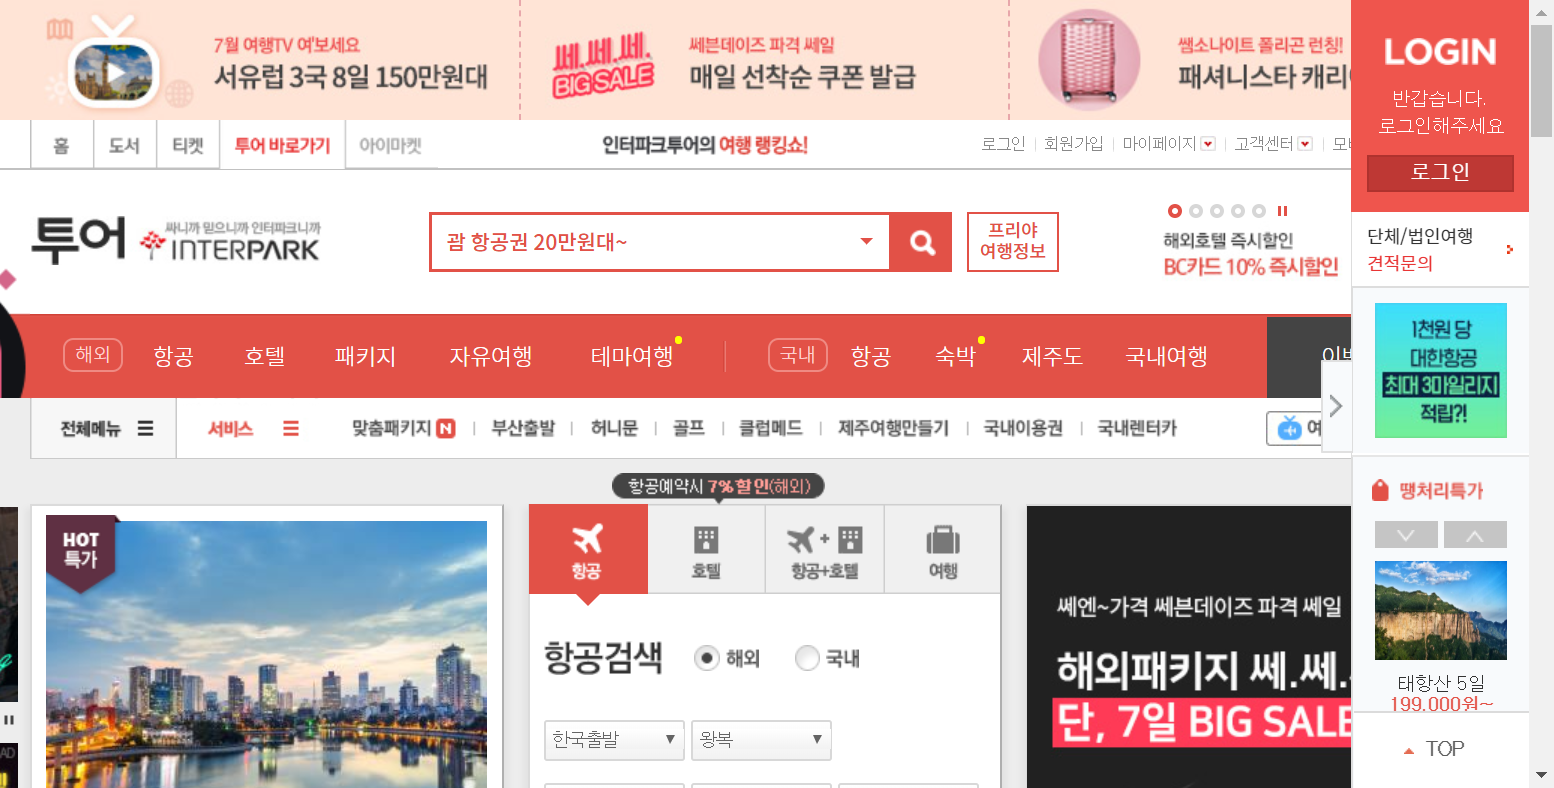 7월 여행TV 여'보세요
서유럽 3국 8일 150만원대
쎄.쎄.쎄.
BIG SALE
쎄븐데이즈 파격 쎄일
매일 선착순 쿠폰 발급
쌤소나이트 폴리곤 런칭!
패셔니스타 캐리
LOGIN
반갑습니다.
로그인해주세요
로그인
홈
도서
티켓
투어 바로가기
아이마켓
인터파크투어의 여행 랭킹쇼!
로그인
회원가입
마이페이지
고객센터
투어
싸니까 믿으니까 인터파크니까
INTERPARK
괌 항공권 20만원대~
프리야
여행정보
해외호텔 즉시할인
BC카드 10% 즉시할인
단체/법인여행
견적문의
해외
항공
호텔
패키지
자유여행
테마여행
국내
항공
숙박
제주도
국내여행
1천원 당
대한항공
최대 3마일리지
적립?!
전체메뉴
서비스
맞춤패키지 N
부산출발
허니문
골프
클럽메드
제주여행만들기
국내이용권
국내렌터카
여
항공예약시 7% 할인(해외)
HOT
특가
항공
호텔
항공+호텔
여행
땡처리특가
항공검색
해외
국내
쎄엔~가격 쎄븐데이즈 파격 쎄일
해외패키지 쎄.쎄.
단, 7일 BIG SALE
태항산 5일
199,000원~
한국출발
왕복
AD
TOP